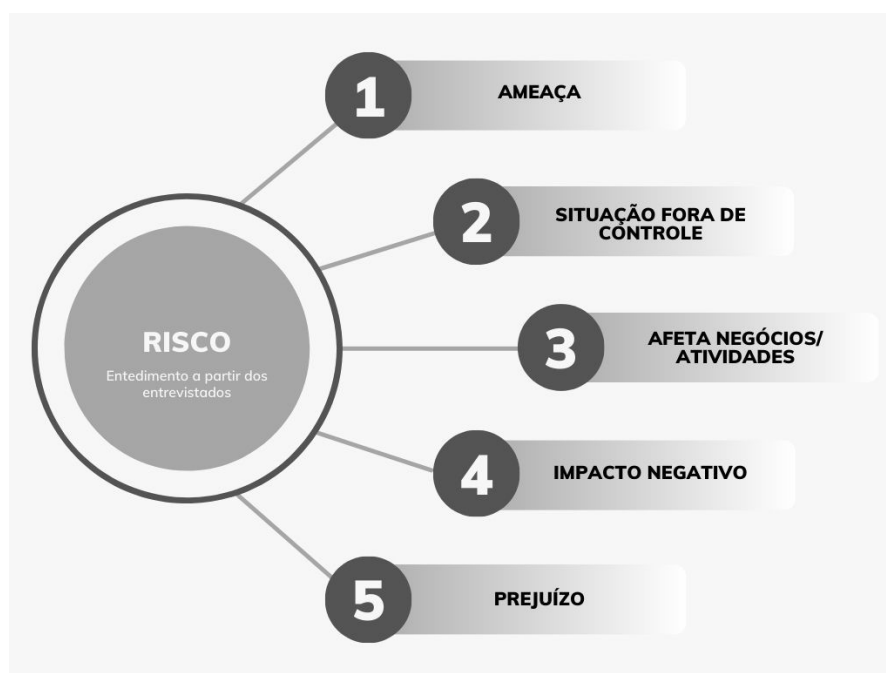 1
AMEAÇA
2
SITUAÇÃO FORA DE
CONTROLE
RISCO
Entedimento a partir dos
entrevistados
3
AFETA NEGÓCIOS/
ATIVIDADES
4
IMPACTO NEGATIVO
5
PREJUÍZO